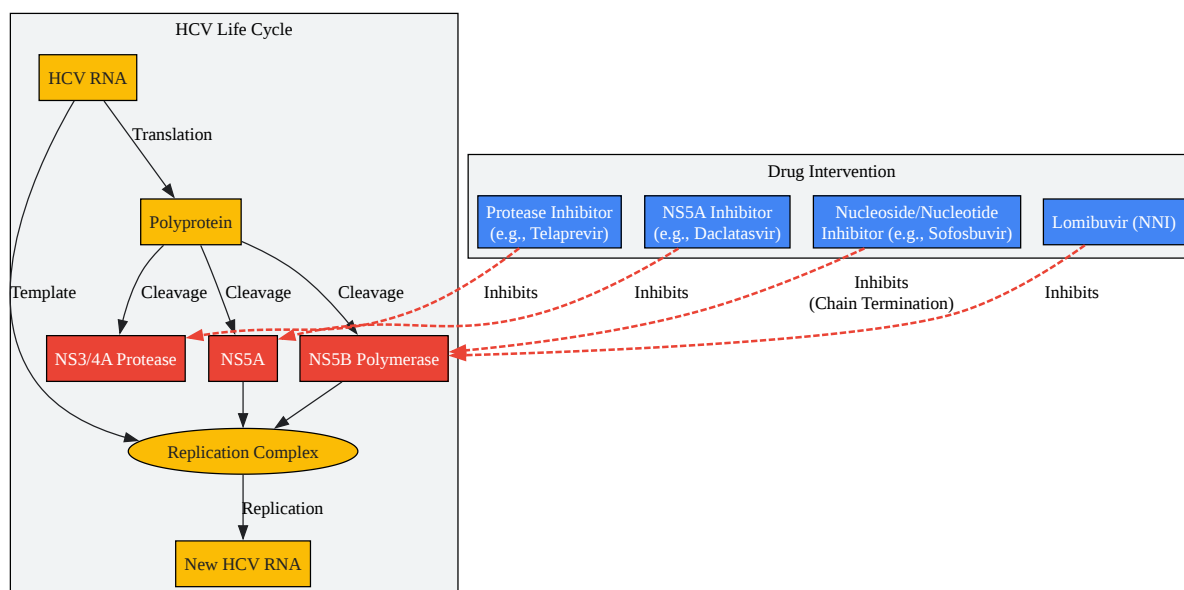 HCV Life Cycle
HCV RNA
Translation
Polyprotein
Template
Cleavage
Cleavage
Cleavage
NS3/4A Protease
NS5A
NS5B Polymerase
Replication Complex
Replication
New HCV RNA
Drug Intervention
Protease Inhibitor
(e.g., Telaprevir)
NS5A Inhibitor
(e.g., Daclatasvir)
Nucleoside/Nucleotide
Inhibitor (e.g., Sofosbuvir)
Lomibuvir (NNI)
Inhibits
Inhibits
Inhibits
(Chain Termination)
Inhibits